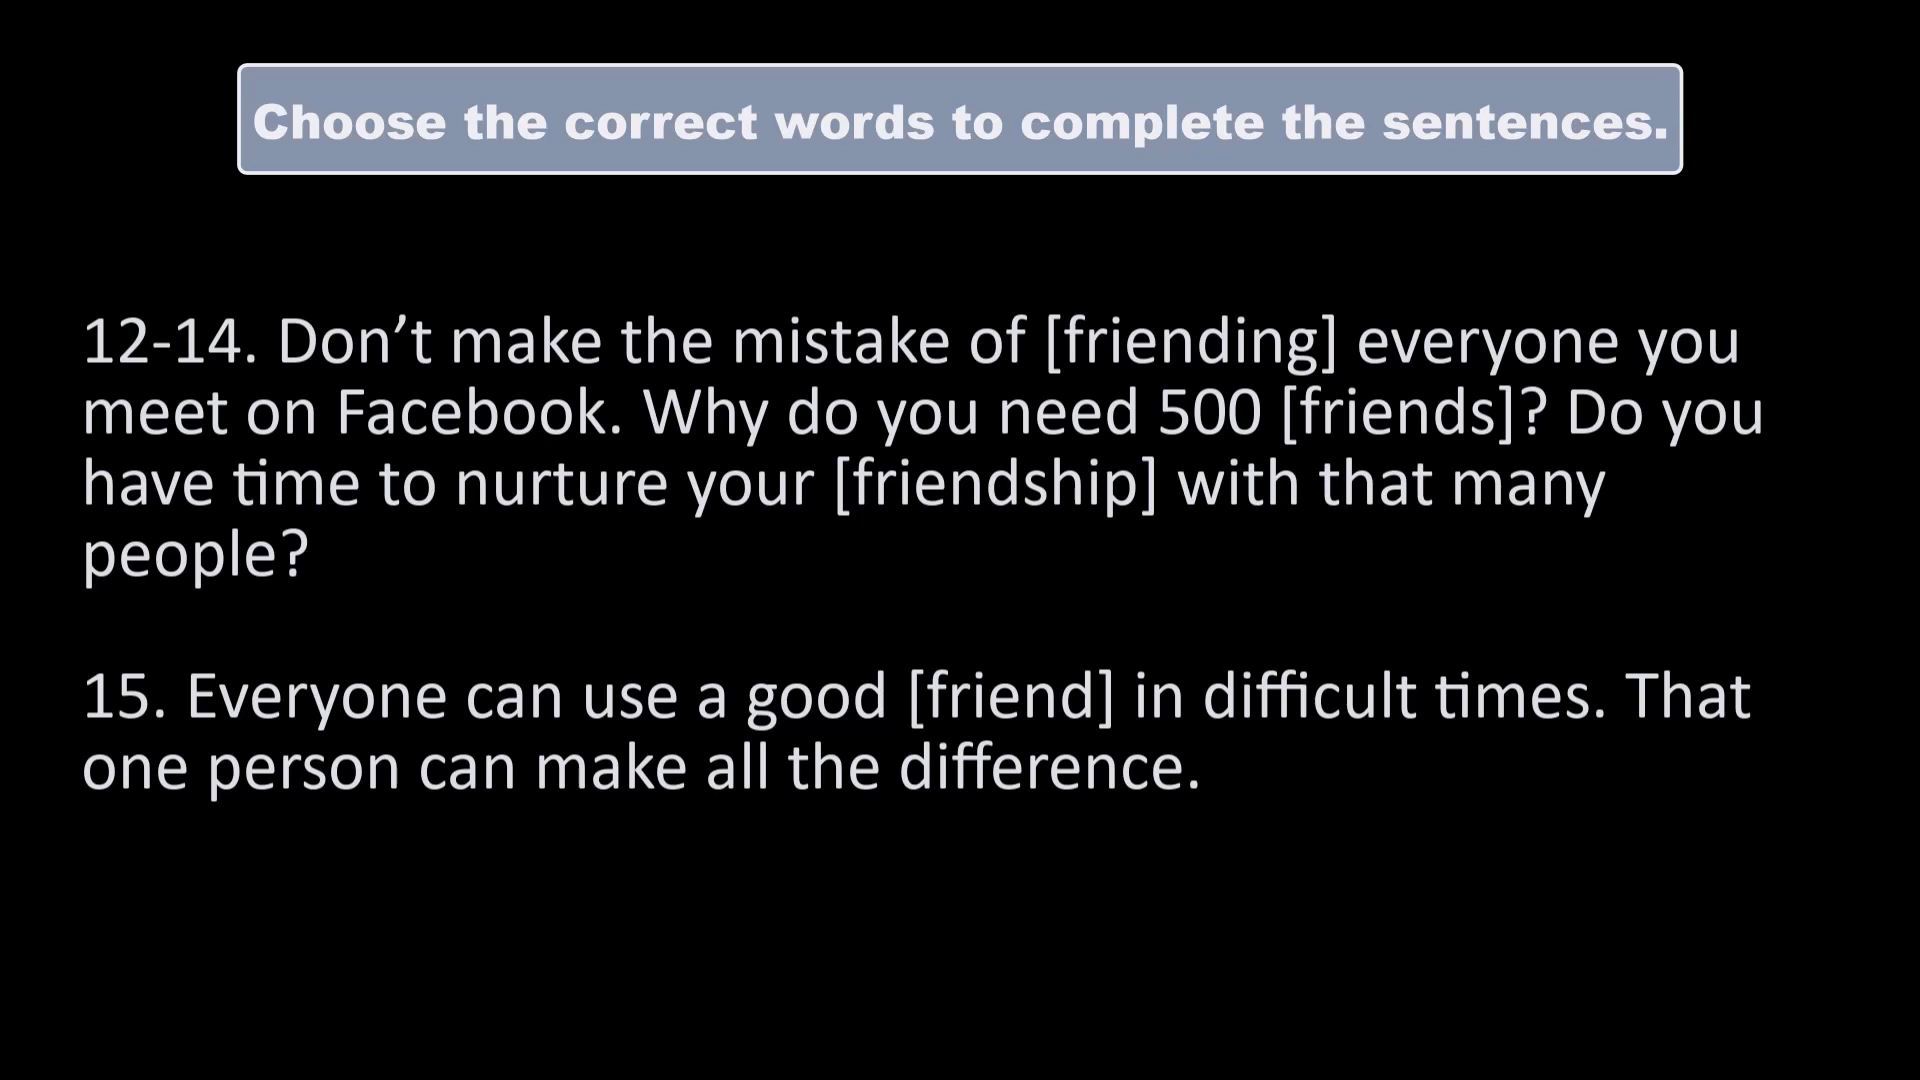 Choose the correct words to complete the sentences.
12-14. Don’t make the mistake of [friending] everyone you
meet on Facebook. Why do you need 500 [friends]? Do you
have time to nurture your [friendship] with that many
people?
15. Everyone can use a good [friend] in difficult times. That
one person can make all the difference.